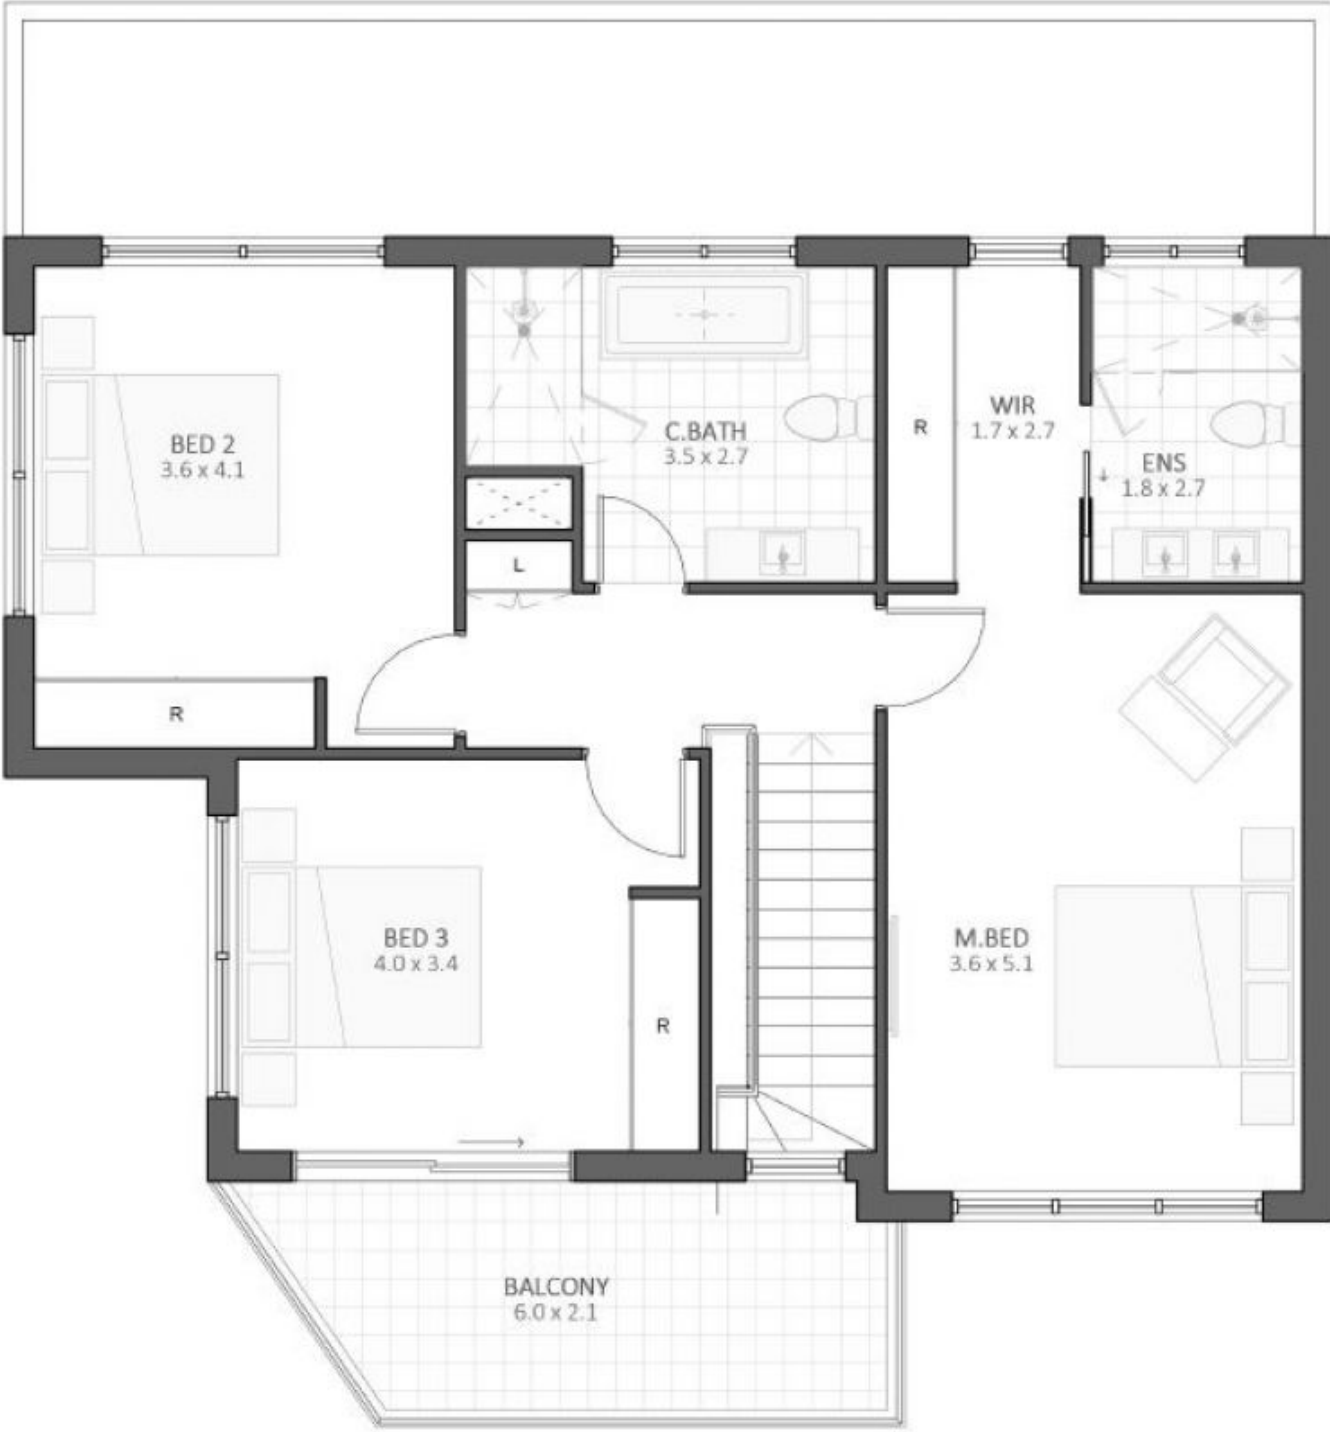 BED 2
3.6 x 4.1
C.BATH
3.5 x 2.7
R
WIR
1.7 x 2.7
ENS
1.8 x 2.7
L
R
BED 3
4.0 x 3.4
R
M.BED
3.6 x 5.1
BALCONY
6.0 x 2.1